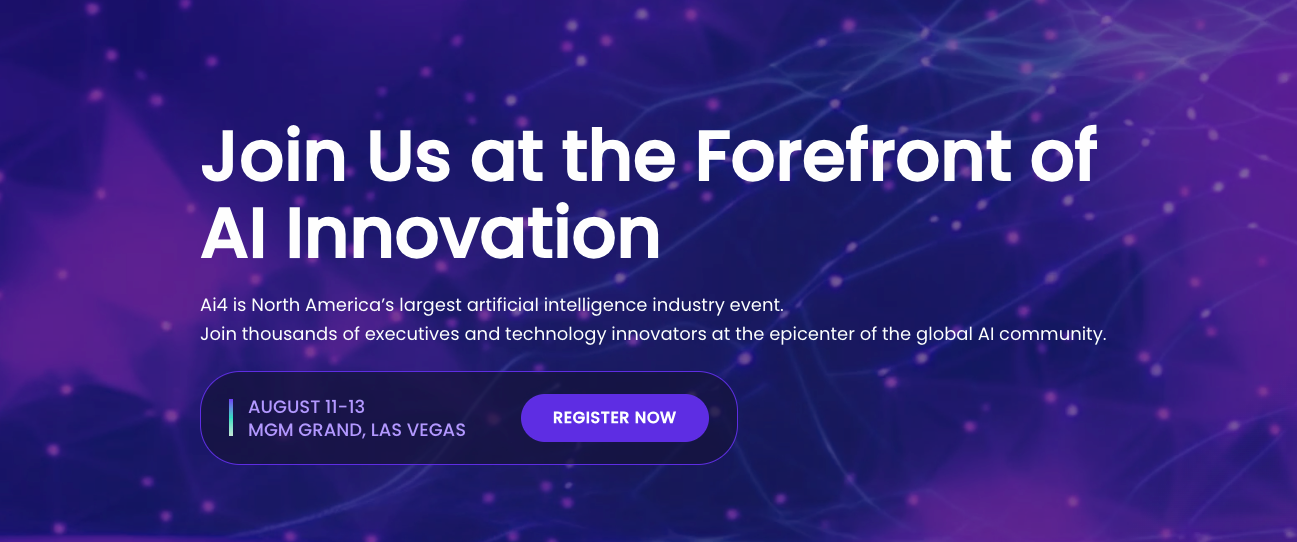 Join Us at the Forefront of
AI Innovation
Ai4 is North America’s largest artificial intelligence industry event.
Join thousands of executives and technology innovators at the epicenter of the global AI community.
AUGUST 11-13
MGM GRAND, LAS VEGAS
REGISTER NOW